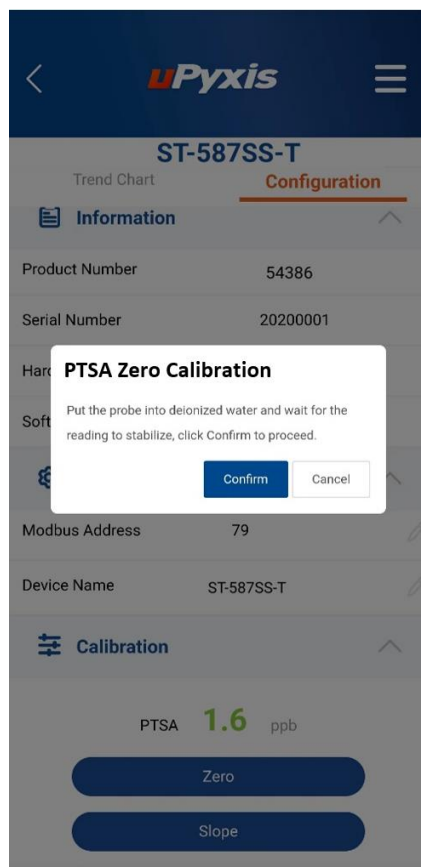 uPyxis
ST-587SS-T
Trend Chart Configuration
Information
Product Number 54386
Serial Number 20200001
Hard
PTSA Zero Calibration
Put the probe into deionized water and wait for the
reading to stabilize, click Confirm to proceed.
Soft
Confirm Cancel
Modbus Address 79
Device Name ST-587SS-T
Calibration
PTSA 1.6 ppb
Zero
Slope